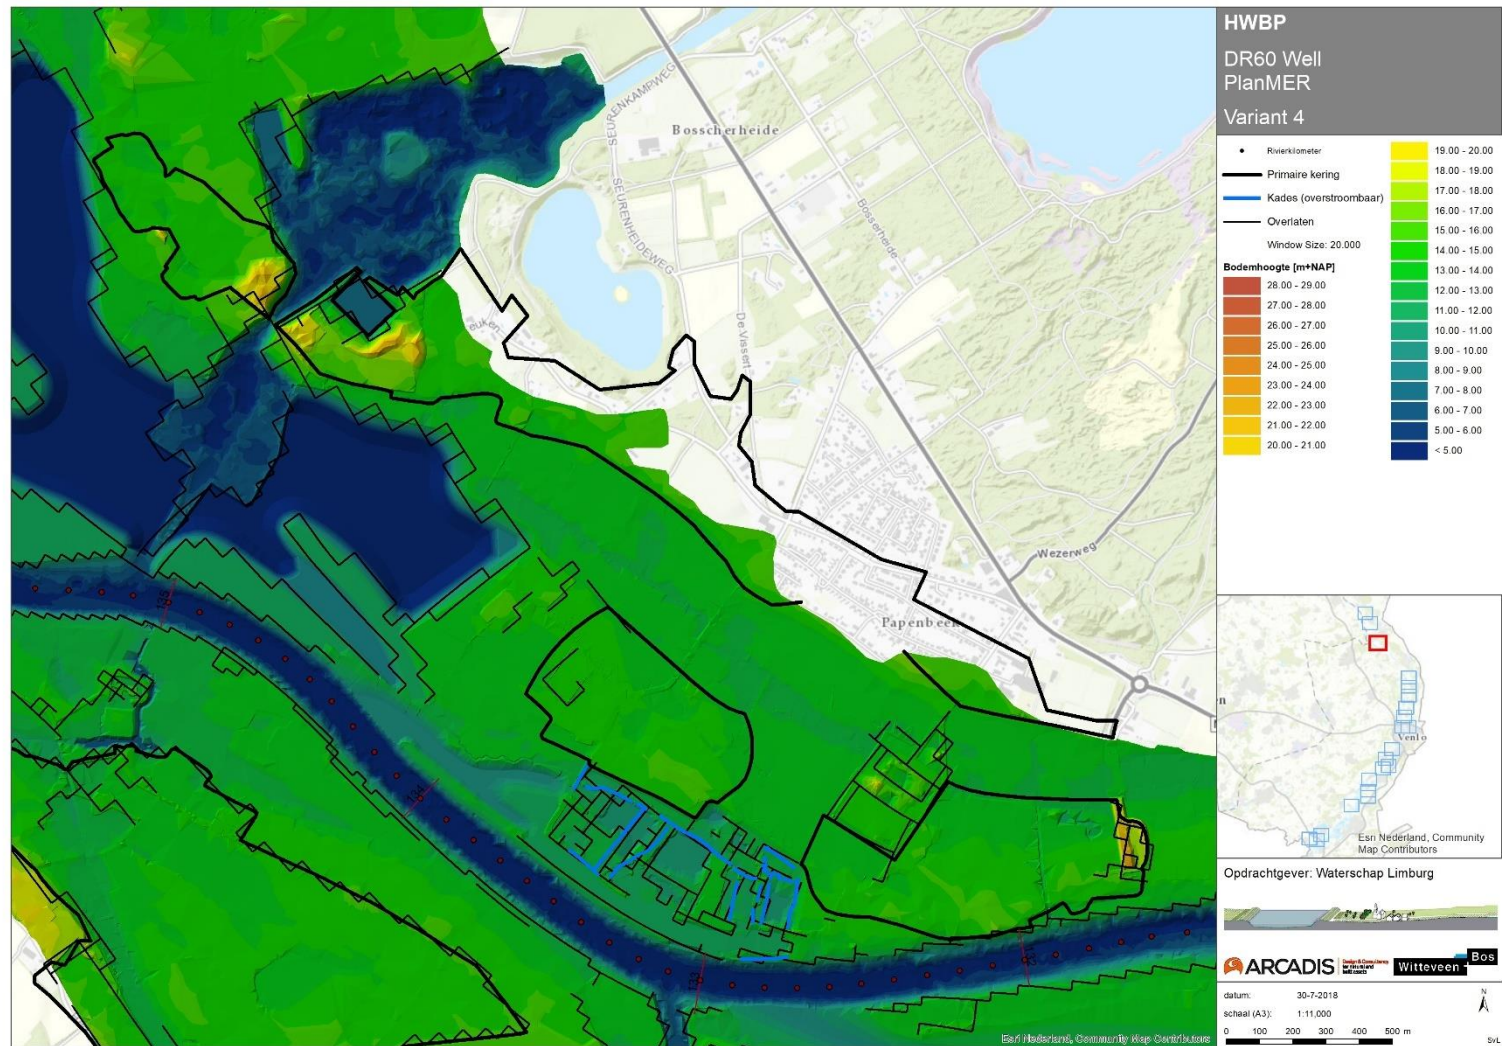 HWBP
DR60 Well
PlanMER
Variant 4
Rivierkilometer
Primaire kering
Kades (overstroombaar)
Overlaten
Window Size: 20.000
Bodemhoogte [m+NAP]
28.00 - 29.00
27.00 - 28.00
26.00 - 27.00
25.00 - 26.00
24.00 - 25.00
23.00 - 24.00
22.00 - 23.00
21.00 - 22.00
20.00 - 21.00
19.00 - 20.00
18.00 - 19.00
17.00 - 18.00
16.00 - 17.00
15.00 - 16.00
14.00 - 15.00
13.00 - 14.00
12.00 - 13.00
11.00 - 12.00
10.00 - 11.00
9.00 - 10.00
8.00 - 9.00
7.00 - 8.00
6.00 - 7.00
5.00 - 6.00
< 5.00
SEURENKAMPWEG
Bosscherheide
SEURENHEIDEWEG
Bosserheide
De Vissert
Wezerweg
135
134
133
Esri Nederland, Community Map Contributors
Venlo
Esri Nederland, Community
Map Contributors
Opdrachtgever: Waterschap Limburg
ARCADIS
Witteveen + Bos
datum: 30-7-2018
schaal (A3): 1:11,000
N
0 100 200 300 400 500 m
SvL